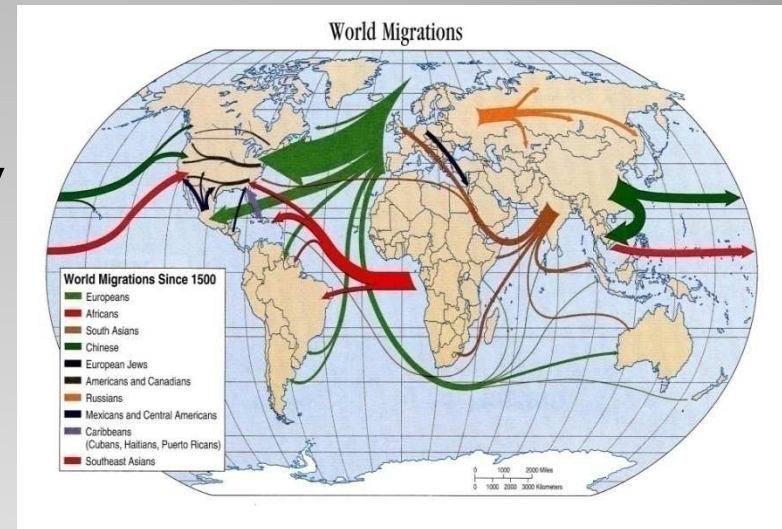 World Migrations
World Migrations Since 1500
Europeans
Africans
South Asians
Chinese
European Jews
Americans and Canadians
Russians
Mexicans and Central Americans
Caribbeans
(Cubans, Haitians, Puerto Ricans)
Southeast Asians
0 1000 2000 Miles
0 1000 2000 3000 Kilometers